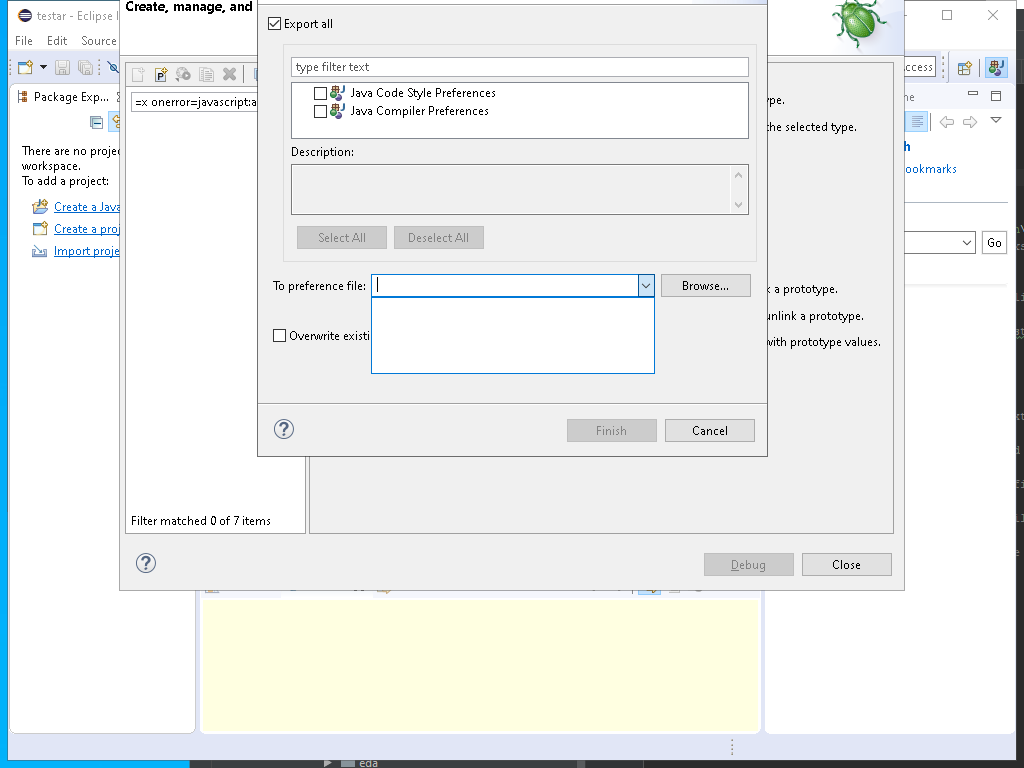 testar - Eclipse I
File Edit Source
Create, manage, and
Export all
type filter text
Java Code Style Preferences
Java Compiler Preferences
Description:
Select All
Deselect All
To preference file:
Browse...
Overwrite existi
Finish
Cancel
Package Exp...
=x onerror=javascript:a
There are no projec
workspace.
To add a project:
Create a Java
Create a proj
Import proje
Filter matched 0 of 7 items
ype.
he selected type.
k a prototype.
unlink a prototype.
with prototype values.
Debug
Close
ccess
ne
h
ookmarks
Go
eda